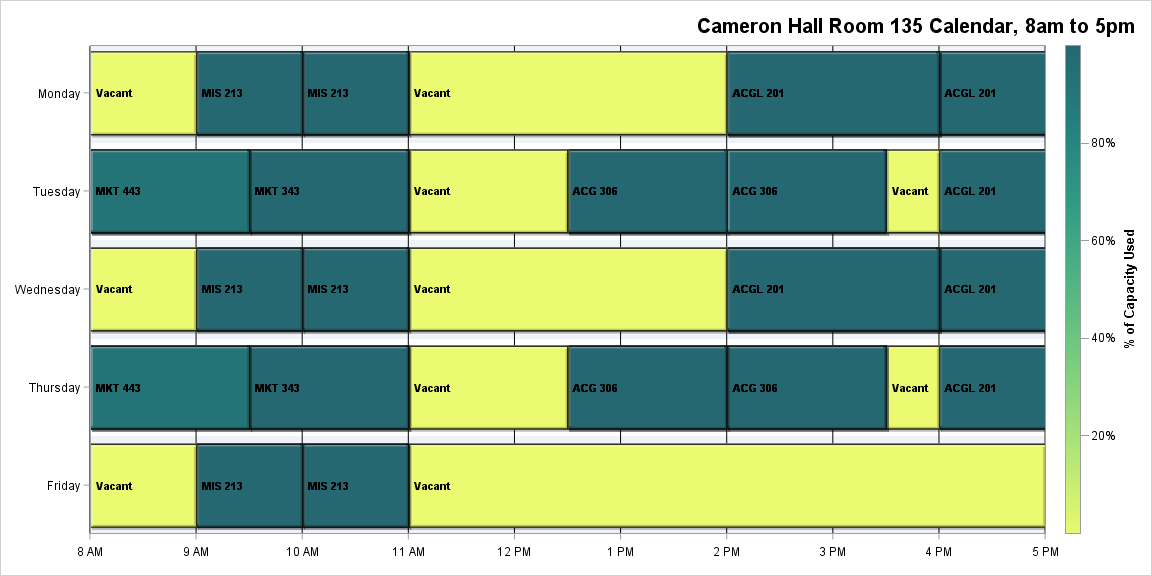 Cameron Hall Room 135 Calendar, 8am to 5pm
Monday
Vacant
MIS 213
MIS 213
Vacant
ACGL 201
ACGL 201
Tuesday
MKT 443
MKT 343
Vacant
ACG 306
ACG 306
Vacant
ACGL 201
Wednesday
Vacant
MIS 213
MIS 213
Vacant
ACGL 201
ACGL 201
Thursday
MKT 443
MKT 343
Vacant
ACG 306
ACG 306
Vacant
ACGL 201
Friday
Vacant
MIS 213
MIS 213
Vacant
8 AM
9 AM
10 AM
11 AM
12 PM
1 PM
2 PM
3 PM
4 PM
5 PM
80%
60%
40%
20%
% of Capacity Used